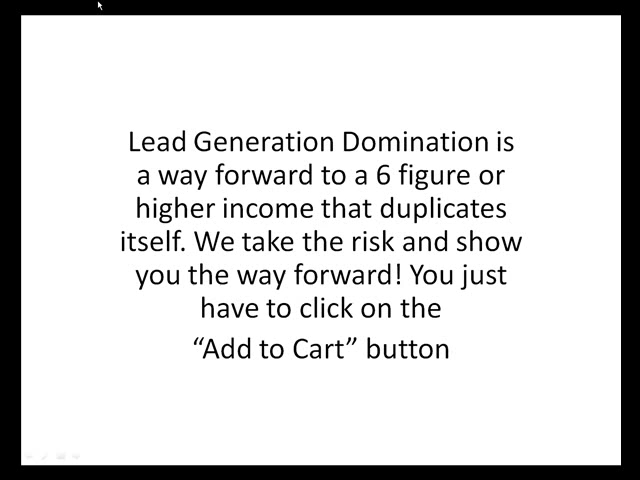 Lead Generation Domination is
a way forward to a 6 figure or
higher income that duplicates
itself. We take the risk and show
you the way forward! You just
have to click on the
“Add to Cart” button